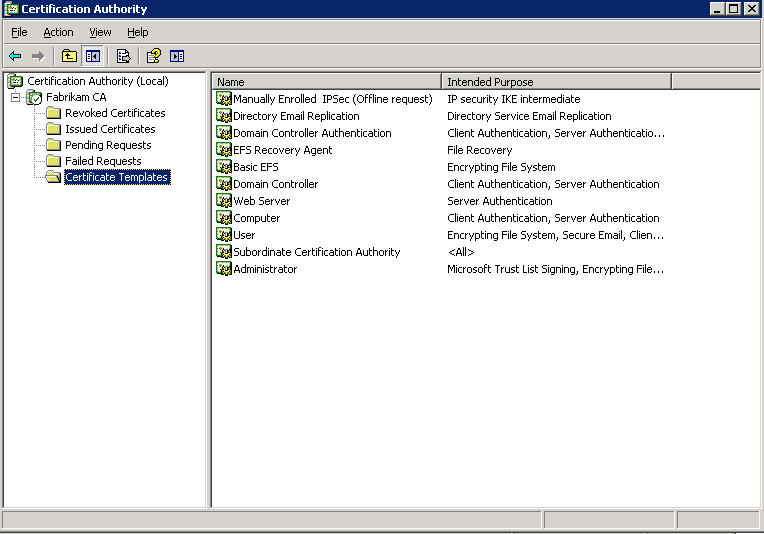 Certification Authority
File Action View Help
Certification Authority (Local)
Fabrikam CA
Revoked Certificates
Issued Certificates
Pending Requests
Failed Requests
Certificate Templates
Name Intended Purpose
Manually Enrolled IPSec (Offline request) IP security IKE intermediate
Directory Email Replication Directory Service Email Replication
Domain Controller Authentication Client Authentication, Server Authenticatio...
EFS Recovery Agent File Recovery
Basic EFS Encrypting File System
Domain Controller Client Authentication, Server Authentication
Web Server Server Authentication
Computer Client Authentication, Server Authentication
User Encrypting File System, Secure Email, Clien...
Subordinate Certification Authority <All>
Administrator Microsoft Trust List Signing, Encrypting File...